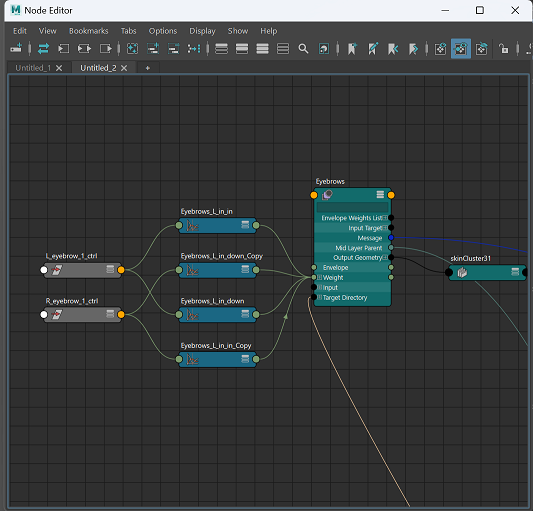 Node Editor
Edit View Bookmarks Tabs Options Display Show Help
Untitled_1 Untitled_2 +
Eyebrows
Eyebrows_L_in_in
Envelope Weights List
Input Target
Message
Mid Layer Parent
Output Geometry
Envelope
Weight
Input
Target Directory
L_eyebrow_1_ctrl
Eyebrows_L_in_down_Copy
skinCluster31
R_eyebrow_1_ctrl
Eyebrows_L_in_down
Eyebrows_L_in_in_Copy